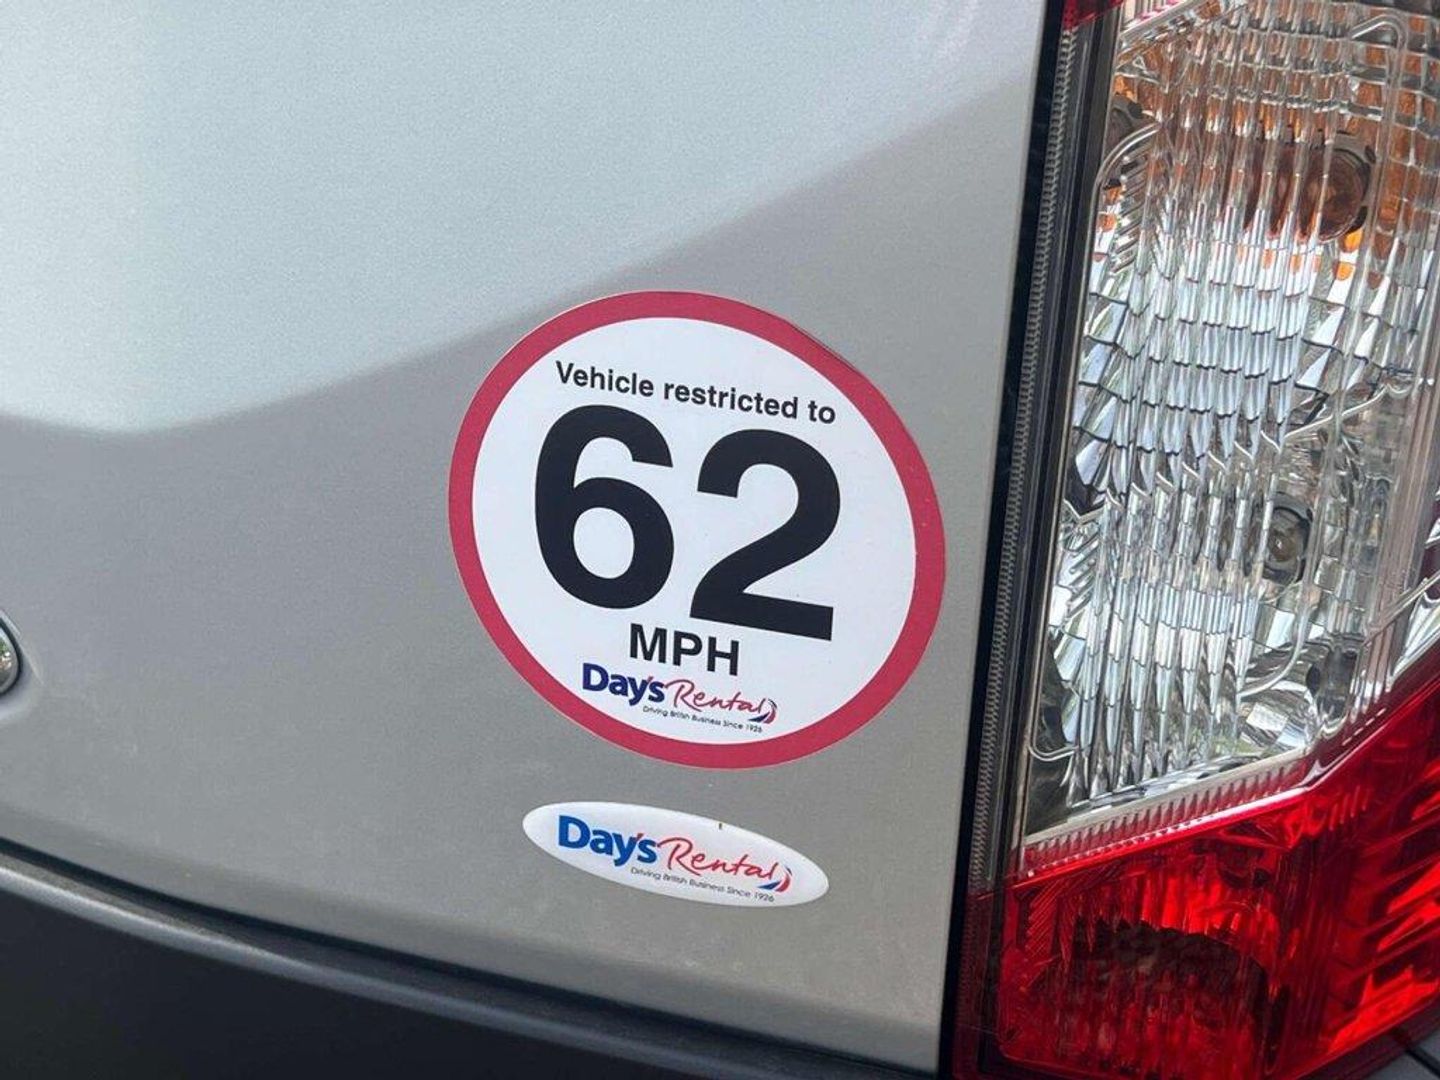 Vehicle restricted to
62
MPH
Day's Rental
Driving British Business Since 1926
Day's Rental
Driving British Business Since 1926